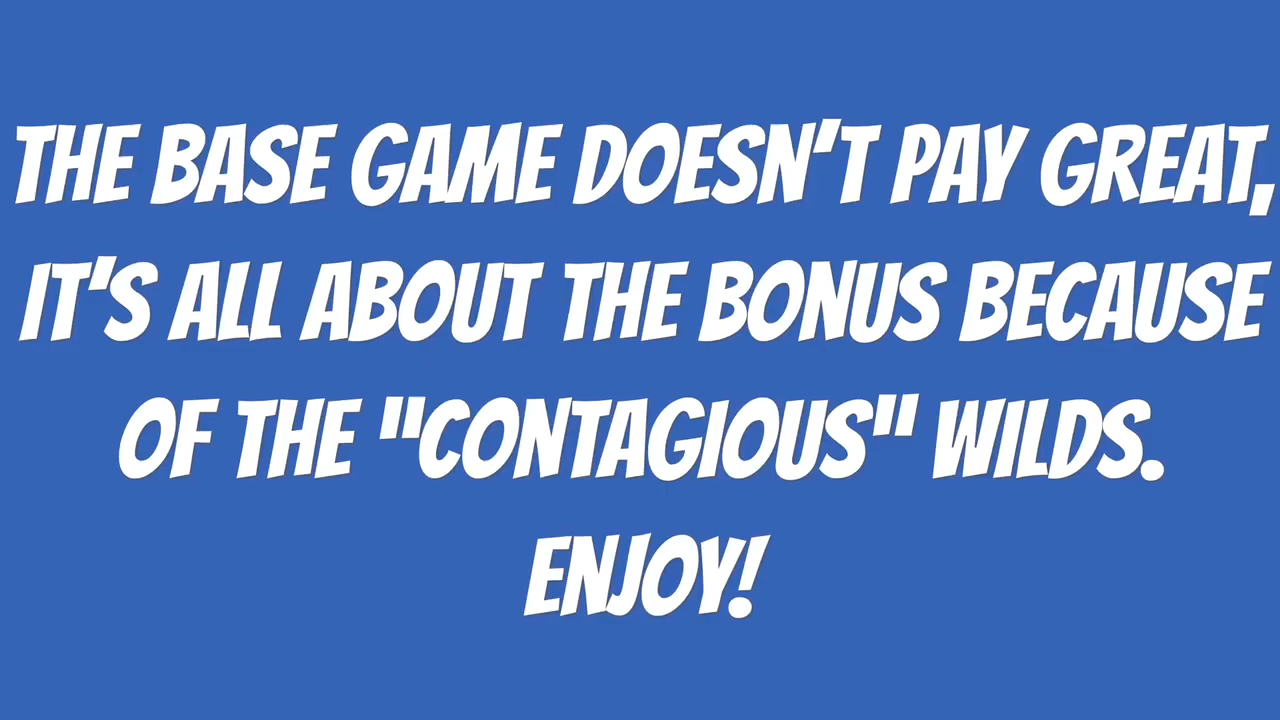 THE BASE GAME DOESN'T PAY GREAT,
IT'S ALL ABOUT THE BONUS BECAUSE
OF THE "CONTAGIOUS" WILDS.
ENJOY!